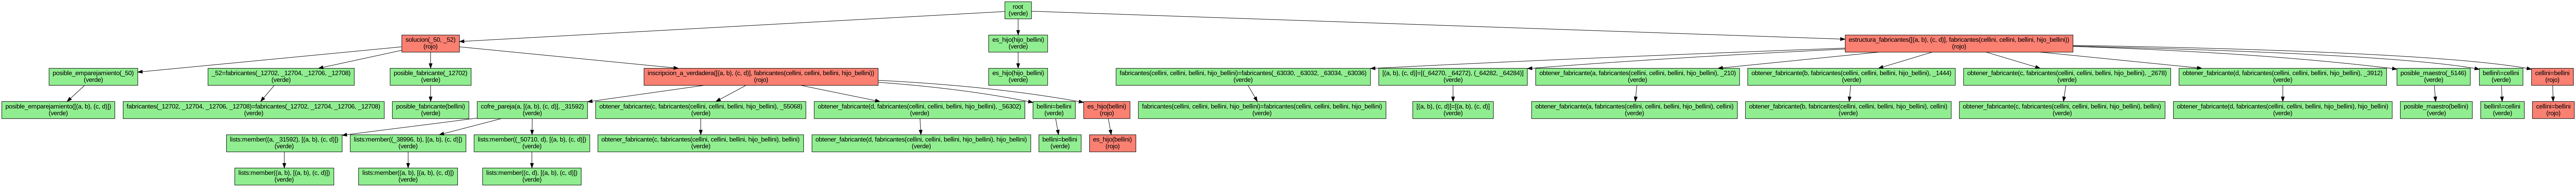 root
(verde)
solucion(_50, _52)
(rojo)
es_hijo(hijo_bellini)
(verde)
estructura_fabricantes([(a, b), (c, d)], fabricantes(cellini, cellini, bellini, hijo_bellini))
(rojo)
posible_emparejamiento(_50)
(verde)
_52=fabricantes(_12702, _12704, _12706, _12708)
(verde)
posible_fabricante(_12702)
(verde)
inscripcion_a_verdadera([(a, b), (c, d)], fabricantes(cellini, cellini, bellini, hijo_bellini))
(rojo)
es_hijo(hijo_bellini)
(verde)
fabricantes(cellini, cellini, bellini, hijo_bellini)=fabricantes(_63030, _63032, _63034, _63036)
(verde)
[(a, b), (c, d)]=[(_64270, _64272), (_64282, _64284)]
(verde)
obtener_fabricante(a, fabricantes(cellini, cellini, bellini, hijo_bellini), _210)
(verde)
obtener_fabricante(b, fabricantes(cellini, cellini, bellini, hijo_bellini), _1444)
(verde)
obtener_fabricante(c, fabricantes(cellini, cellini, bellini, hijo_bellini), _2678)
(verde)
obtener_fabricante(d, fabricantes(cellini, cellini, bellini, hijo_bellini), _3912)
(verde)
posible_maestro(_5146)
(verde)
bellini\=cellini
(verde)
cellini=bellini
(rojo)
posible_emparejamiento([(a, b), (c, d)])
(verde)
fabricantes(_12702, _12704, _12706, _12708)=fabricantes(_12702, _12704, _12706, _12708)
(verde)
posible_fabricante(bellini)
(verde)
cofre_pareja(a, [(a, b), (c, d)], _31592)
(verde)
obtener_fabricante(c, fabricantes(cellini, cellini, bellini, hijo_bellini), _55068)
(verde)
obtener_fabricante(d, fabricantes(cellini, cellini, bellini, hijo_bellini), _56302)
(verde)
bellini=bellini
(verde)
es_hijo(bellini)
(rojo)
fabricantes(cellini, cellini, bellini, hijo_bellini)=fabricantes(cellini, cellini, bellini, hijo_bellini)
(verde)
[(a, b), (c, d)]=[(a, b), (c, d)]
(verde)
obtener_fabricante(a, fabricantes(cellini, cellini, bellini, hijo_bellini), cellini)
(verde)
obtener_fabricante(b, fabricantes(cellini, cellini, bellini, hijo_bellini), cellini)
(verde)
obtener_fabricante(c, fabricantes(cellini, cellini, bellini, hijo_bellini), bellini)
(verde)
obtener_fabricante(d, fabricantes(cellini, cellini, bellini, hijo_bellini), hijo_bellini)
(verde)
posible_maestro(bellini)
(verde)
bellini\=cellini
(verde)
cellini=bellini
(rojo)
lists:member((a, _31592), [(a, b), (c, d)])
(verde)
lists:member((_38996, b), [(a, b), (c, d)])
(verde)
lists:member((_50710, d), [(a, b), (c, d)])
(verde)
obtener_fabricante(c, fabricantes(cellini, cellini, bellini, hijo_bellini), bellini)
(verde)
obtener_fabricante(d, fabricantes(cellini, cellini, bellini, hijo_bellini), hijo_bellini)
(verde)
bellini=bellini
(verde)
es_hijo(bellini)
(rojo)
lists:member((a, b), [(a, b), (c, d)])
(verde)
lists:member((a, b), [(a, b), (c, d)])
(verde)
lists:member((c, d), [(a, b), (c, d)])
(verde)